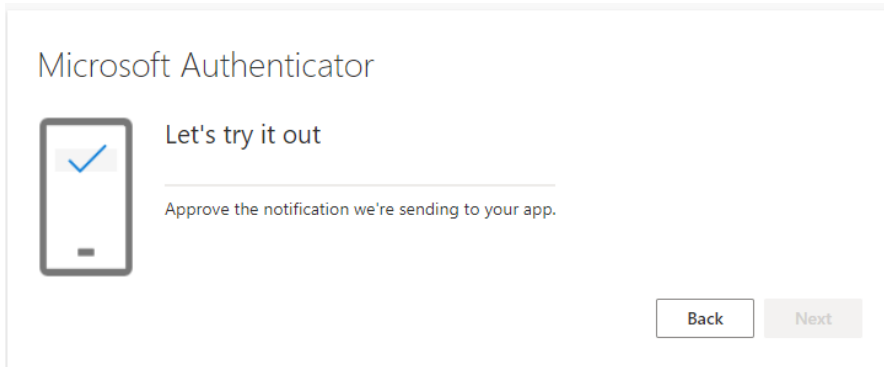 Microsoft Authenticator
Let's try it out
Approve the notification we're sending to your app.
Back
Next